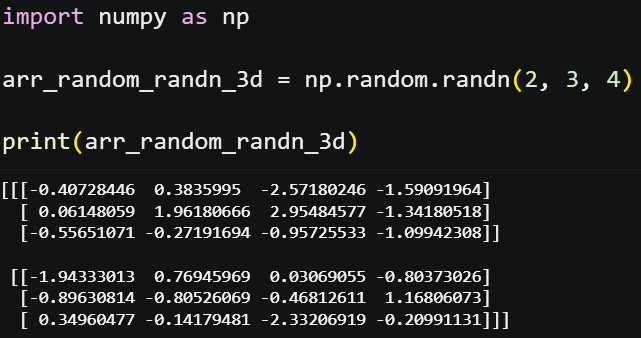 import numpy as np
arr_random_randn_3d = np.random.randn(2, 3, 4)
print(arr_random_randn_3d)
[[[-0.40728446  0.3835995  -2.57180246 -1.59091964]
  [ 0.06148059  1.96180666  2.95484577 -1.34180518]
  [-0.55651071 -0.27191694 -0.95725533 -1.09942308]]
 [[-1.94333013  0.76945969  0.03069055 -0.80373026]
  [-0.89630814 -0.80526069 -0.46812611  1.16806073]
  [ 0.34960477 -0.14179481 -2.33206919 -0.20991131]]]